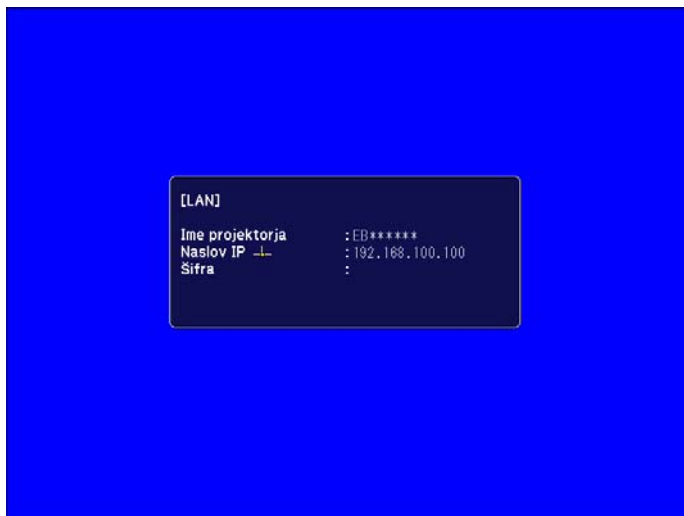 [LAN]
Ime projektorja :EB******
Naslov IP :192.168.100.100
Šifra :